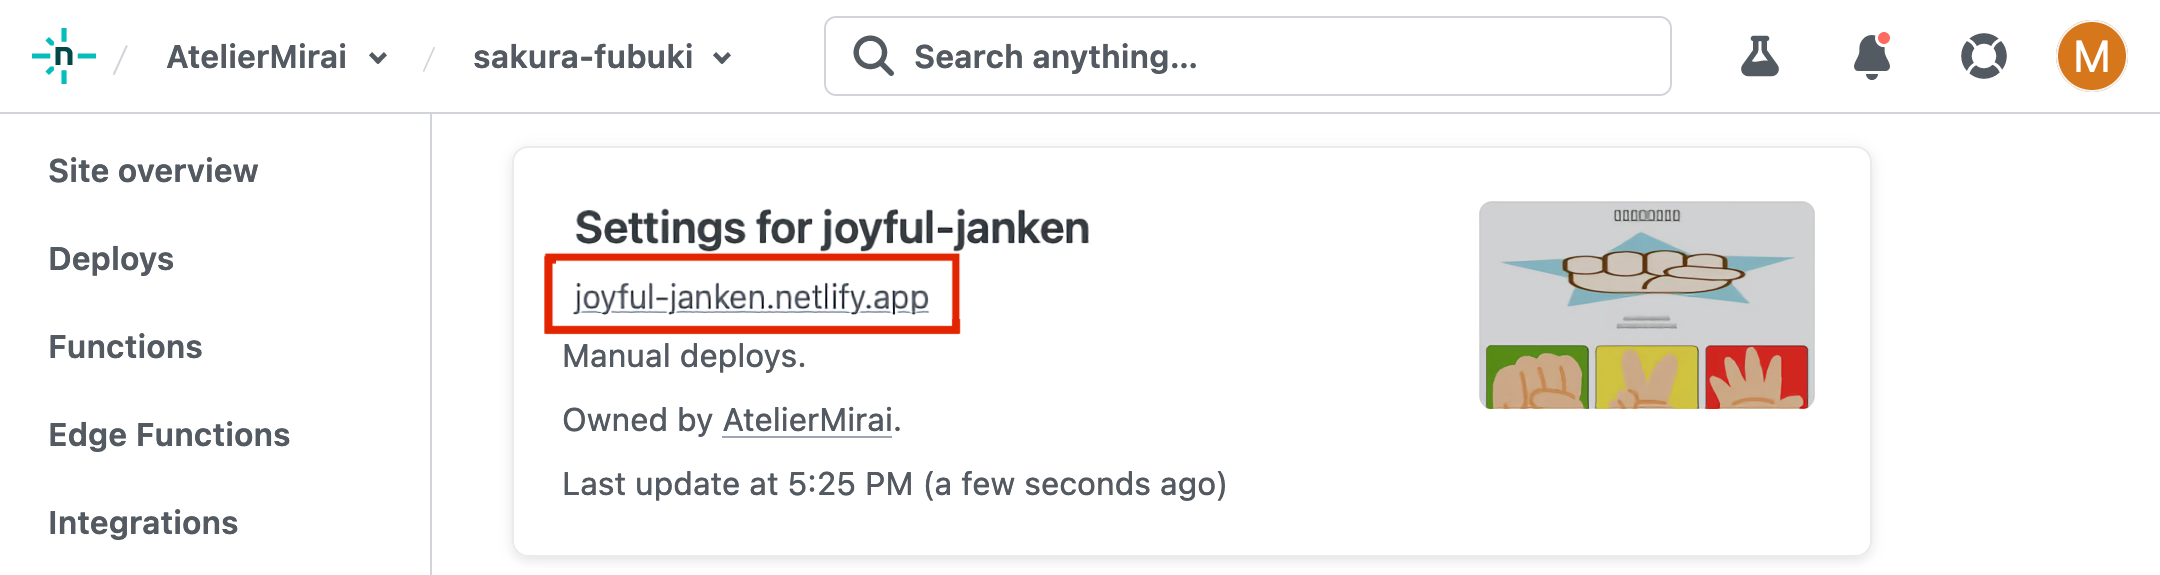 n / AtelierMirai / sakura-fubuki Search anything... M
Site overview
Deploys
Functions
Edge Functions
Integrations
Settings for joyful-janken
joyful-janken.netlify.app
Manual deploys.
Owned by AtelierMirai.
Last update at 5:25 PM (a few seconds ago)